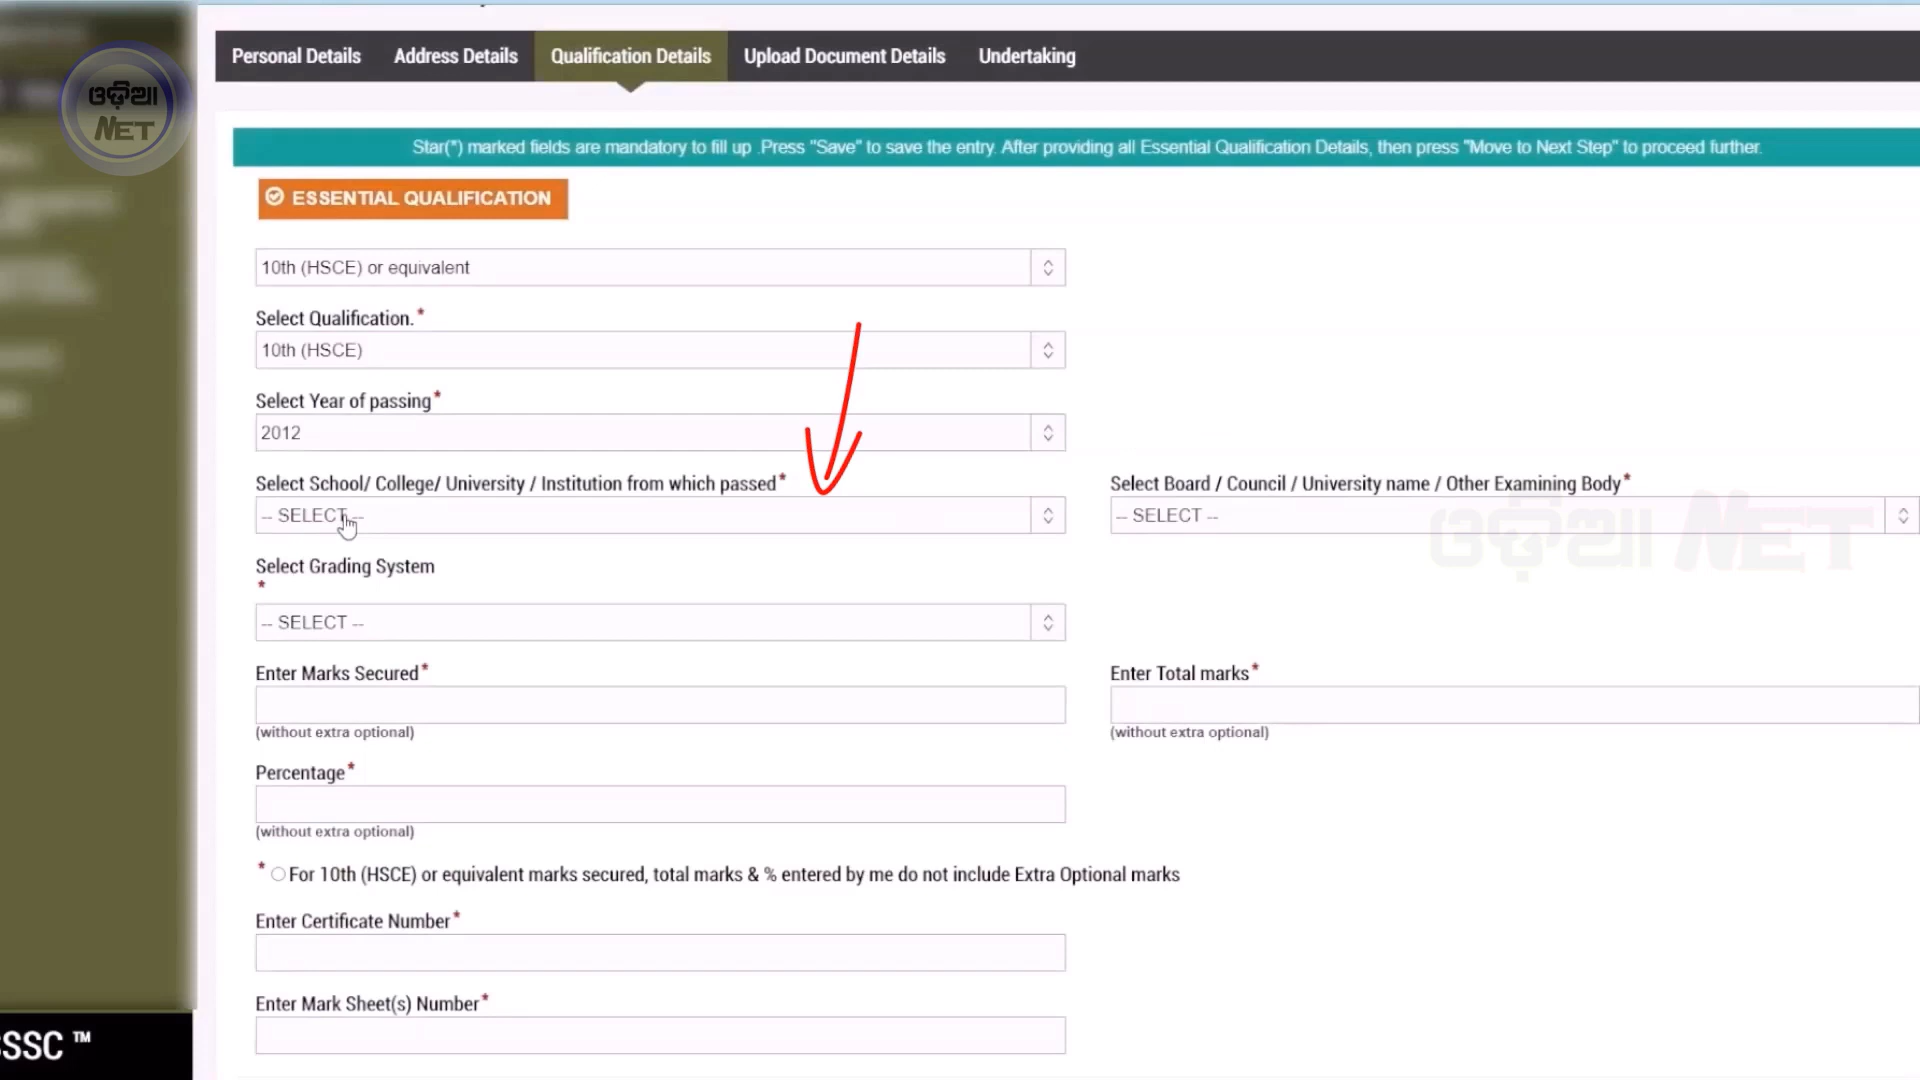 Personal Details Address Details Qualification Details Upload Document Details Undertaking
ଓଡ଼ିଆ
NET
Star(*) marked fields are mandatory to fill up .Press "Save" to save the entry. After providing all Essential Qualification Details, then press "Move to Next Step" to proceed further.
ESSENTIAL QUALIFICATION
10th (HSCE) or equivalent
Select Qualification.*
10th (HSCE)
Select Year of passing*
2012
Select School/ College/ University / Institution from which passed* Select Board / Council / University name / Other Examining Body*
-- SELECT -- -- SELECT --
ଓଡ଼ିଆ NET
Select Grading System
*
-- SELECT --
Enter Marks Secured* Enter Total marks*
(without extra optional) (without extra optional)
Percentage*
(without extra optional)
* For 10th (HSCE) or equivalent marks secured, total marks & % entered by me do not include Extra Optional marks
Enter Certificate Number*
Enter Mark Sheet(s) Number*
SSC ™